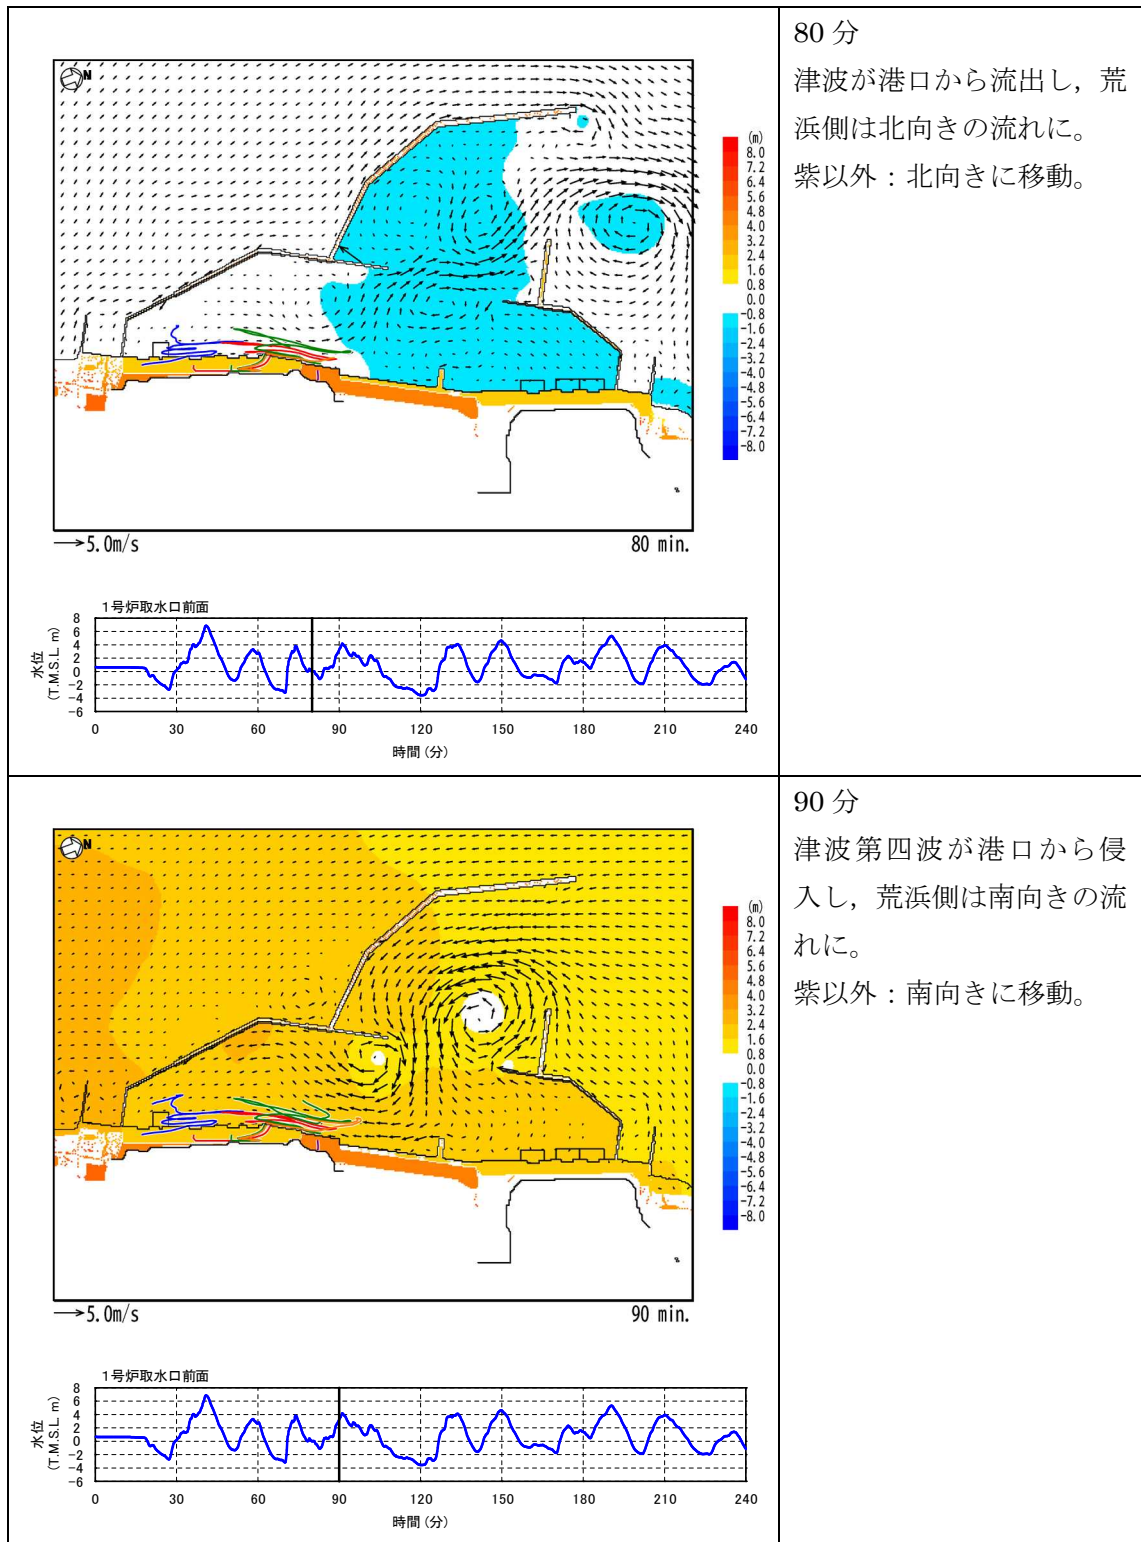 80 分
津波が港口から流出し，荒
浜側は北向きの流れに。
紫以外：北向きに移動。
N
(m)
8.0
7.2
6.4
5.6
4.8
4.0
3.2
2.4
1.6
0.8
0.0
-0.8
-1.6
-2.4
-3.2
-4.0
-4.8
-5.6
-6.4
-7.2
-8.0
5.0m/s
80 min.
1号炉取水口前面
水位
(T.M.S.L. m)
8
6
4
2
0
-2
-4
-6
0 30 60 90 120 150 180 210 240
時間(分)
90 分
津波第四波が港口から侵
入し，荒浜側は南向きの流
れに。
紫以外：南向きに移動。
N
(m)
8.0
7.2
6.4
5.6
4.8
4.0
3.2
2.4
1.6
0.8
0.0
-0.8
-1.6
-2.4
-3.2
-4.0
-4.8
-5.6
-6.4
-7.2
-8.0
5.0m/s
90 min.
1号炉取水口前面
水位
(T.M.S.L. m)
8
6
4
2
0
-2
-4
-6
0 30 60 90 120 150 180 210 240
時間(分)